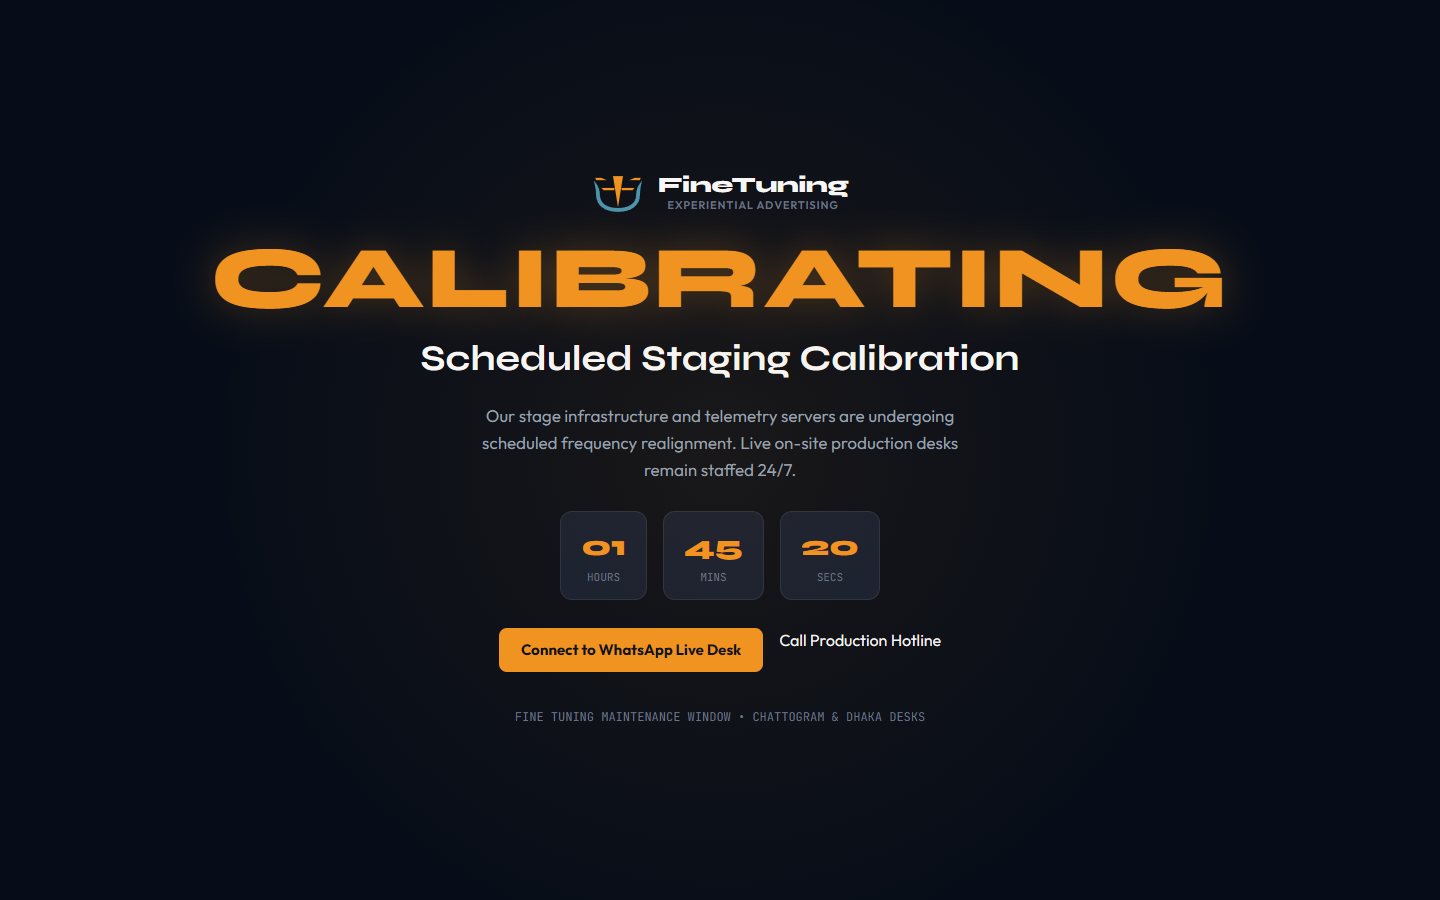 FineTuning
EXPERIENTIAL ADVERTISING
CALIBRATING
Scheduled Staging Calibration
Our stage infrastructure and telemetry servers are undergoing
scheduled frequency realignment. Live on-site production desks
remain staffed 24/7.
01 45 20
HOURS MINS SECS
Connect to WhatsApp Live Desk Call Production Hotline
FINE TUNING MAINTENANCE WINDOW • CHATTOGRAM & DHAKA DESKS